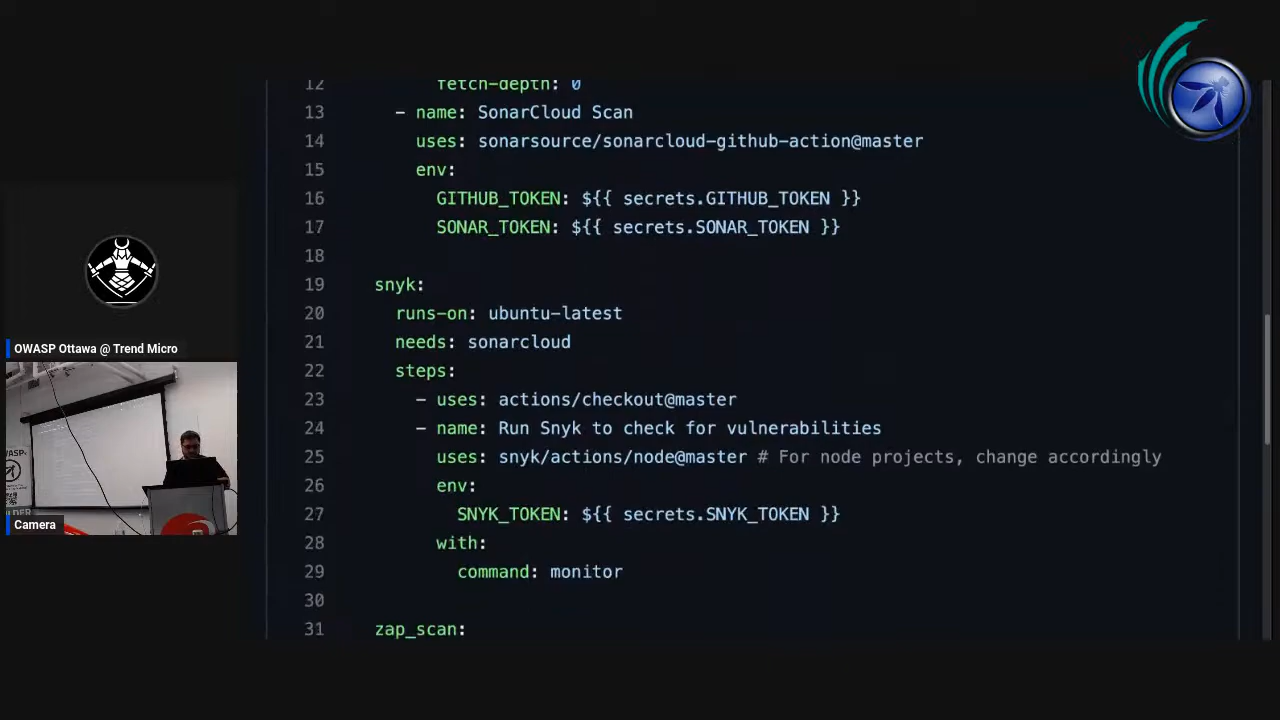 12 fetch-depth: 0
13 - name: SonarCloud Scan
14 uses: sonarsource/sonarcloud-github-action@master
15 env:
16 GITHUB_TOKEN: ${{ secrets.GITHUB_TOKEN }}
17 SONAR_TOKEN: ${{ secrets.SONAR_TOKEN }}
18
19 snyk:
20 runs-on: ubuntu-latest
21 needs: sonarcloud
22 steps:
23 - uses: actions/checkout@master
24 - name: Run Snyk to check for vulnerabilities
25 uses: snyk/actions/node@master # For node projects, change accordingly
26 env:
27 SNYK_TOKEN: ${{ secrets.SNYK_TOKEN }}
28 with:
29 command: monitor
30
31 zap_scan:
OWASP Ottawa @ Trend Micro
Camera